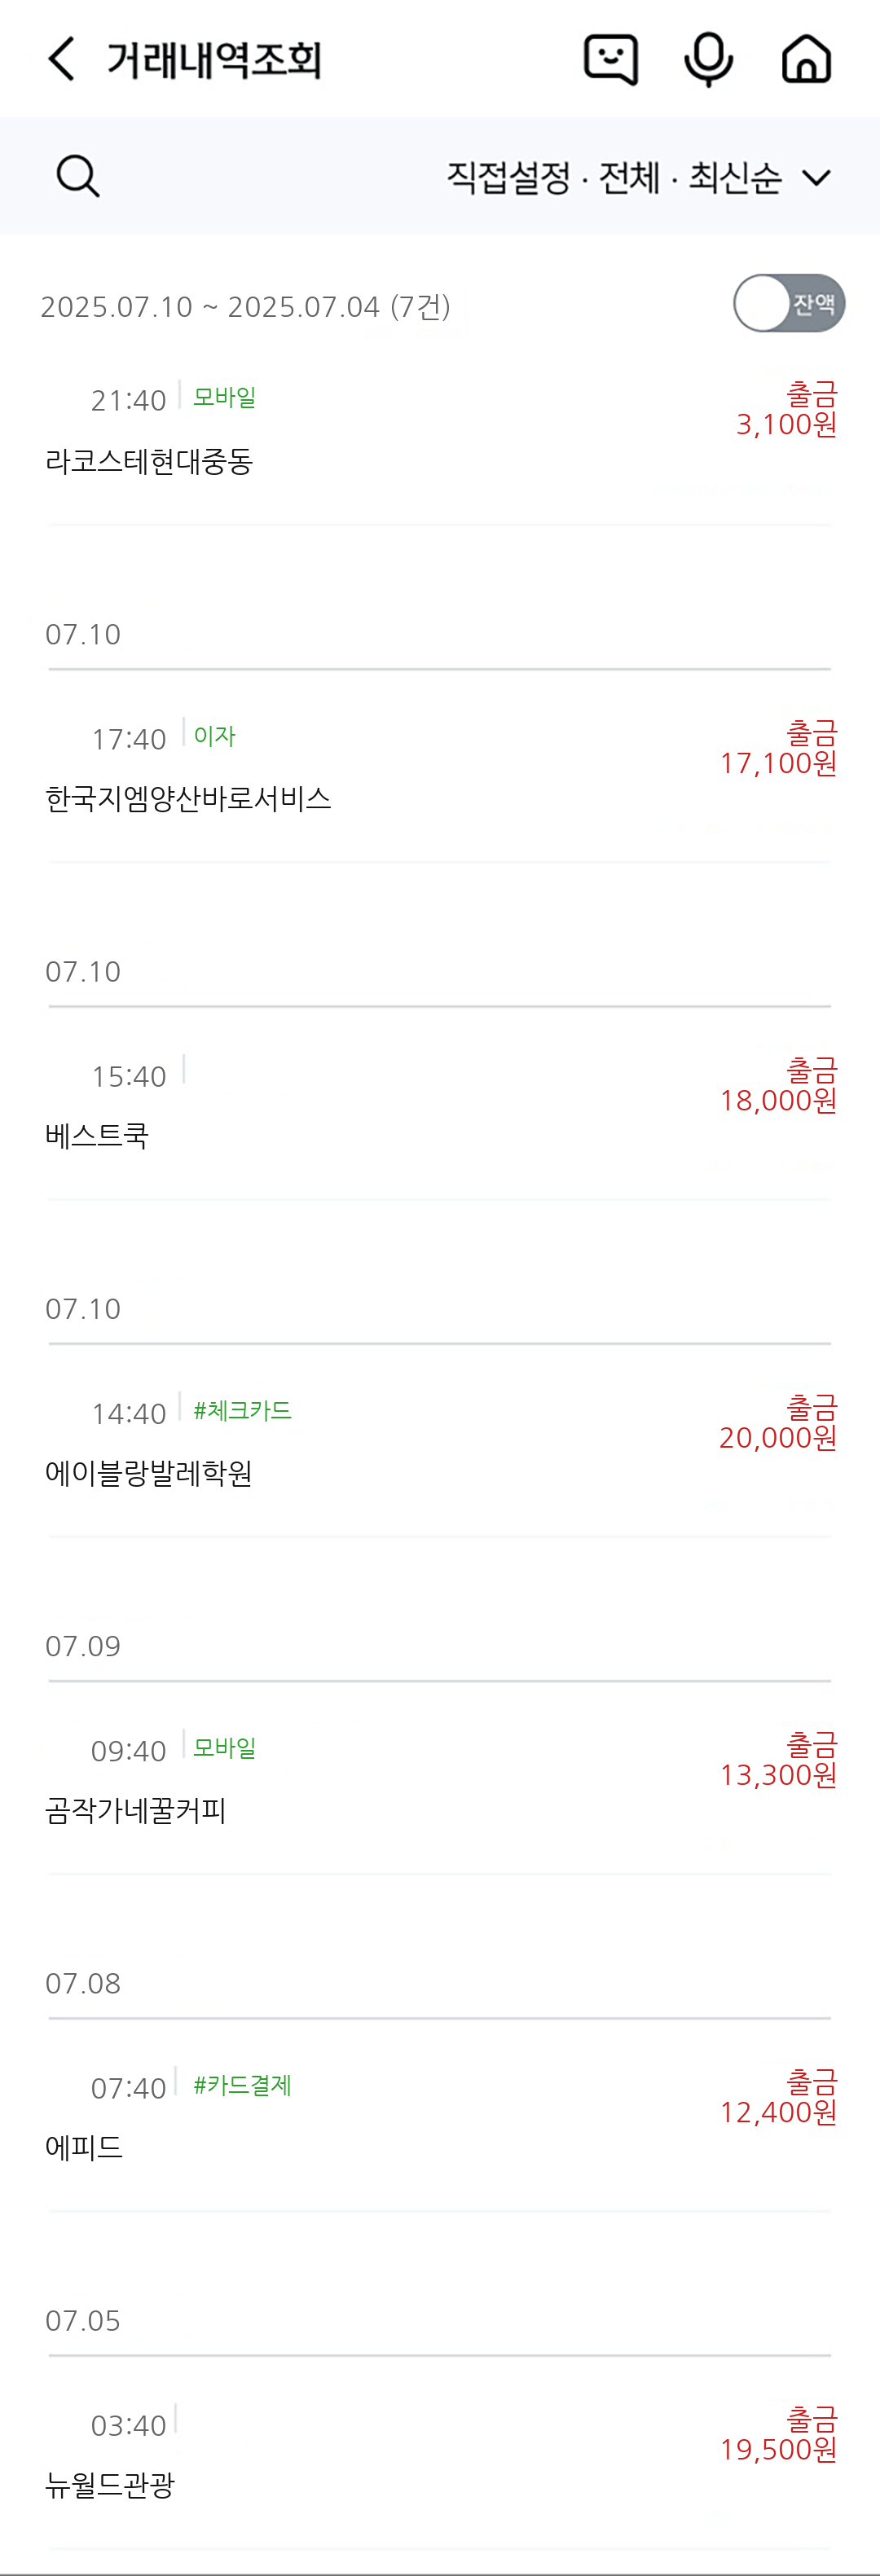 거래내역조회
직접설정 · 전체 · 최신순
2025.07.10 ~ 2025.07.04 (7건) 잔액
21:40 모바일 출금
3,100원
라코스테현대중동
07.10
17:40 이자 출금
17,100원
한국지엠양산바로서비스
07.10
15:40 출금
18,000원
베스트쿡
07.10
14:40 #체크카드 출금
20,000원
에이블랑발레학원
07.09
09:40 모바일 출금
13,300원
곰작가네꿀커피
07.08
07:40 #카드결제 출금
12,400원
에피드
07.05
03:40 출금
19,500원
뉴월드관광